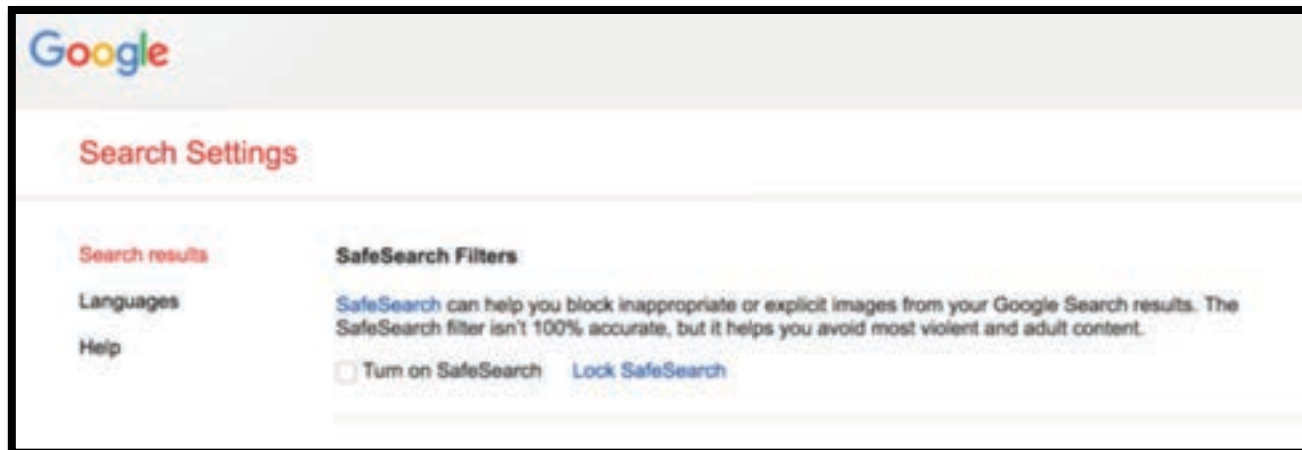 Google
Search Settings
Search results
Languages
Help
SafeSearch Filters
SafeSearch can help you block inappropriate or explicit images from your Google Search results. The
SafeSearch filter isn't 100% accurate, but it helps you avoid most violent and adult content.
Turn on SafeSearch Lock SafeSearch